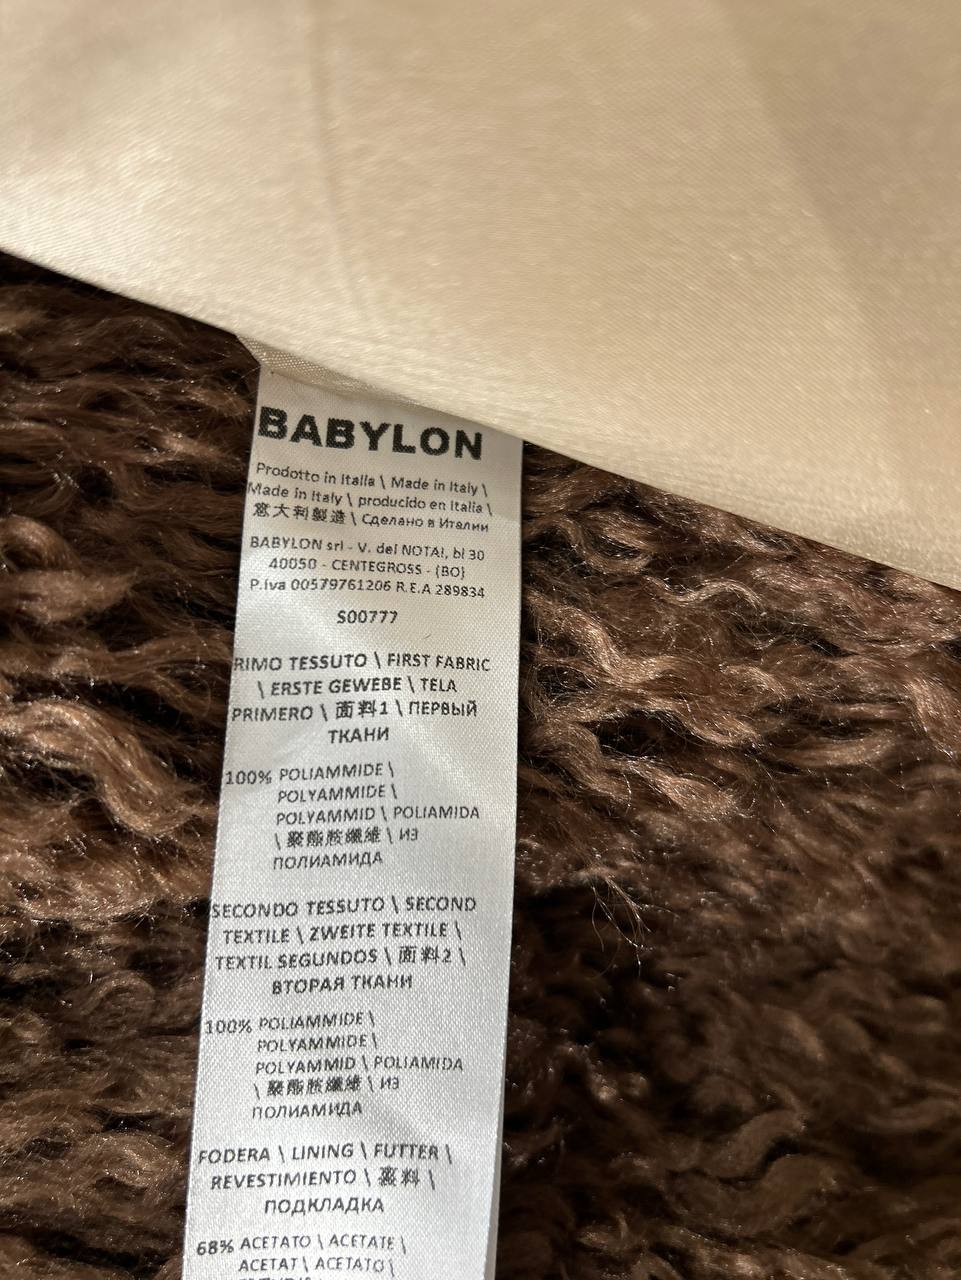 BABYLON
Prodotto in Italia \ Made in Italy \
Made in Italy \ producido en Italia \
意大利製造 \ Сделано в Италии
BABYLON srl - V. dei NOTAI, bl 30
40050 - CENTEGROSS - (BO)
P.Iva 00579761206 R.E.A 289834
S00777
RIMO TESSUTO \ FIRST FABRIC
\ ERSTE GEWEBE \ TELA
PRIMERO \ 面料1 \ ПЕРВЫЙ
ТКАНИ
100% POLIAMMIDE \
POLYAMMIDE \
POLYAMMID \ POLIAMIDA
\ 聚酯胺纖維 \ ИЗ
ПОЛИАМИДА
SECONDO TESSUTO \ SECOND
TEXTILE \ ZWEITE TEXTILE \
TEXTIL SEGUNDOS \ 面料2 \
ВТОРАЯ ТКАНИ
100% POLIAMMIDE \
POLYAMMIDE \
POLYAMMID \ POLIAMIDA
\ 聚酯胺纖維 \ ИЗ
ПОЛИАМИДА
FODERA \ LINING \ FUTTER \
REVESTIMIENTO \ 裏料 \
ПОДКЛАДКА
68% ACETATO \ ACETATE \
ACETAT \ ACETATO \